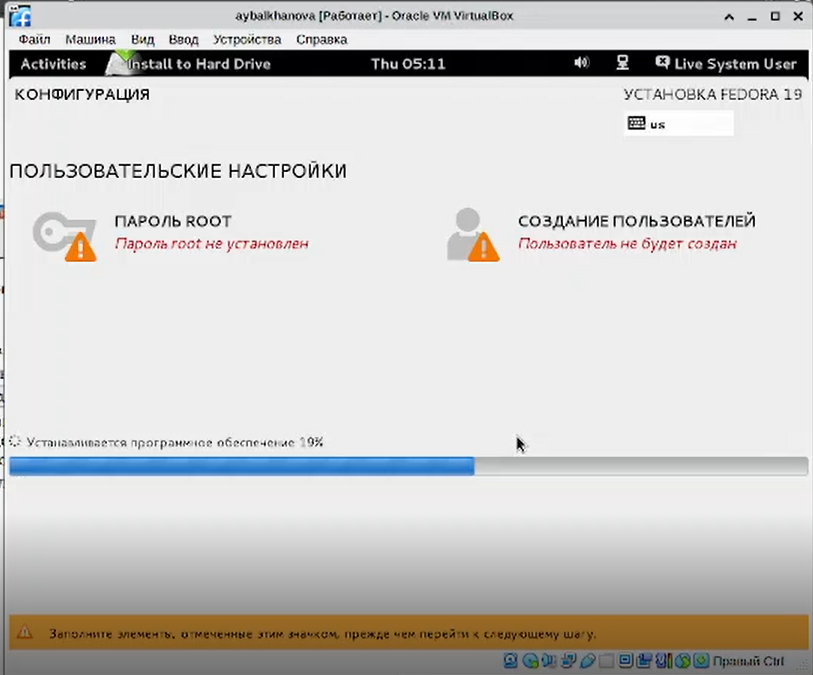 aybalkhanova [Работает] - Oracle VM VirtualBox
Файл Машина Вид Ввод Устройства Справка
Activities Install to Hard Drive Thu 05:11 Live System User
КОНФИГУРАЦИЯ УСТАНОВКА FEDORA 19
us
ПОЛЬЗОВАТЕЛЬСКИЕ НАСТРОЙКИ
ПАРОЛЬ ROOT СОЗДАНИЕ ПОЛЬЗОВАТЕЛЕЙ
Пароль root не установлен Пользователь не будет создан
Устанавливается программное обеспечение 19%
Заполните элементы, отмеченные этим значком, прежде чем перейти к следующему шагу.
Правый Ctrl